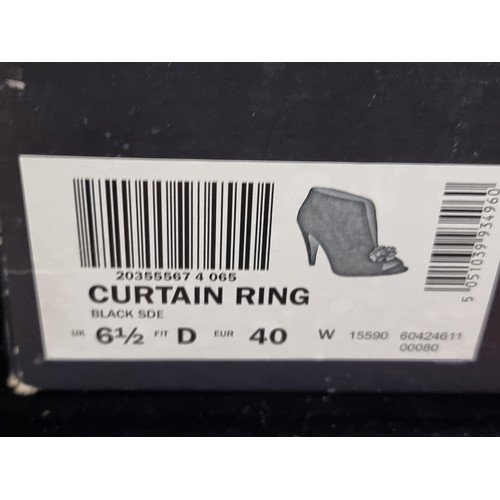 20355567 4 065
CURTAIN RING
BLACK SDE
UK 6½ FIT D EUR 40 W 15590 60424611
00080
5 051039 934960